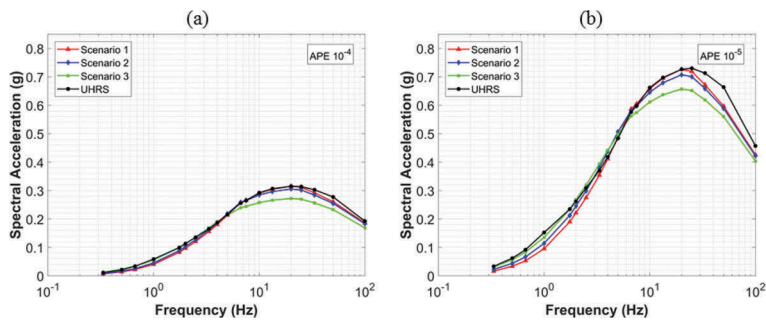 (a)
Scenario 1
Scenario 2
Scenario 3
UHRS
APE 10-4
0.8
0.7
0.6
0.5
0.4
0.3
0.2
0.1
0
Spectral Acceleration (g)
10-1
100
101
102
Frequency (Hz)
(b)
Scenario 1
Scenario 2
Scenario 3
UHRS
APE 10-5
0.8
0.7
0.6
0.5
0.4
0.3
0.2
0.1
0
Spectral Acceleration (g)
10-1
100
101
102
Frequency (Hz)